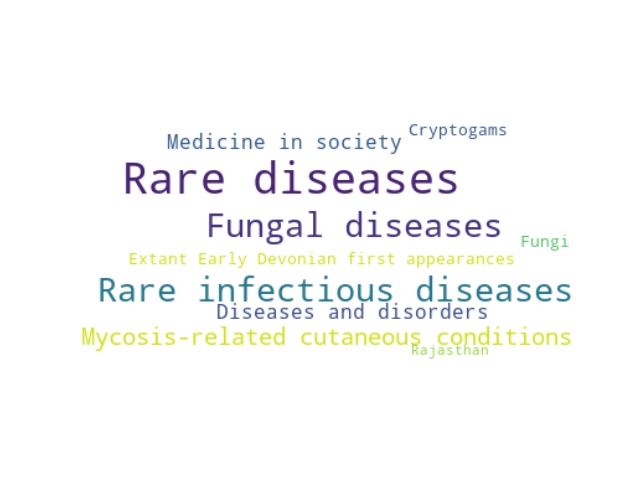 Cryptogams
Medicine in society
Rare diseases
Fungal diseases
Fungi
Extant Early Devonian first appearances
Rare infectious diseases
Diseases and disorders
Mycosis-related cutaneous conditions
Rajasthan